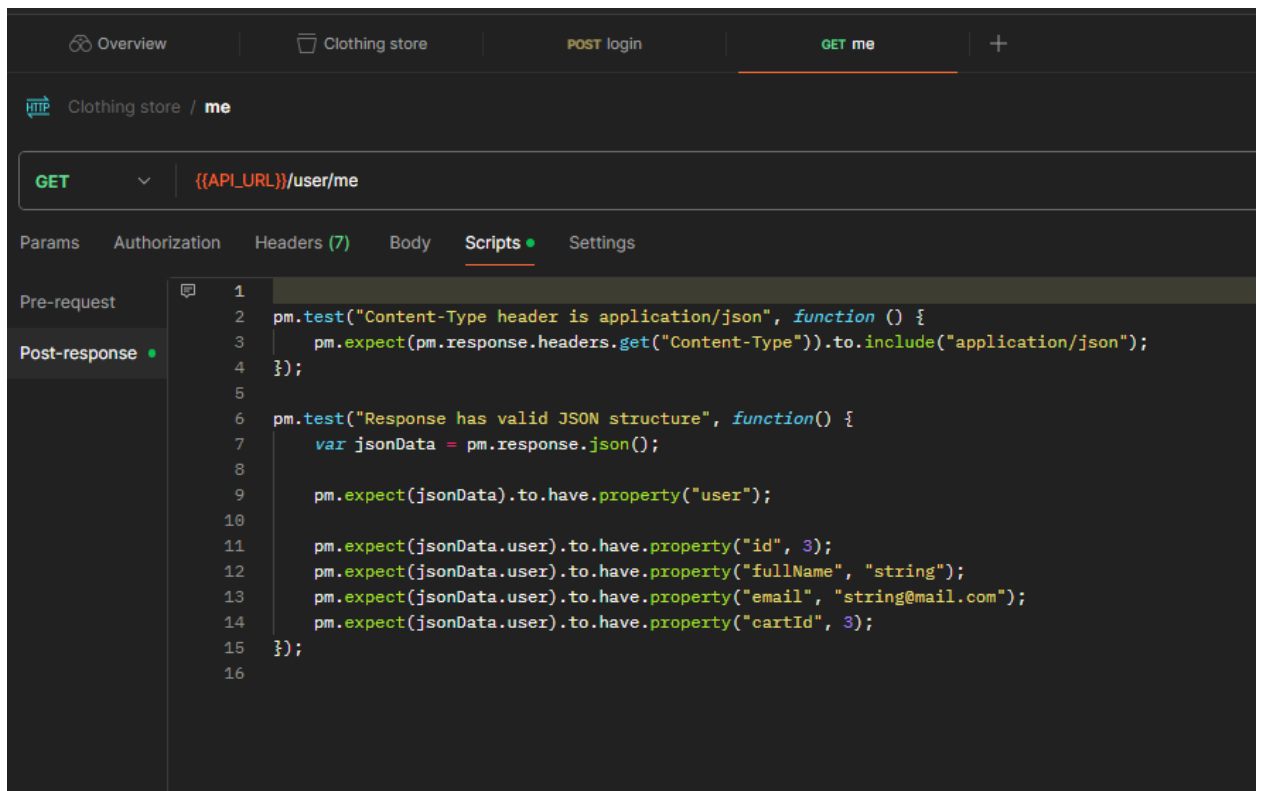 Overview Clothing store POST login GET me +
HTTP Clothing store / me
GET {{API_URL}}/user/me
Params Authorization Headers (7) Body Scripts Settings
Pre-request
Post-response
1
2 pm.test("Content-Type header is application/json", function () {
3 pm.expect(pm.response.headers.get("Content-Type")).to.include("application/json");
4 });
5
6 pm.test("Response has valid JSON structure", function() {
7 var jsonData = pm.response.json();
8
9 pm.expect(jsonData).to.have.property("user");
10
11 pm.expect(jsonData.user).to.have.property("id", 3);
12 pm.expect(jsonData.user).to.have.property("fullName", "string");
13 pm.expect(jsonData.user).to.have.property("email", "string@mail.com");
14 pm.expect(jsonData.user).to.have.property("cartId", 3);
15 });
16